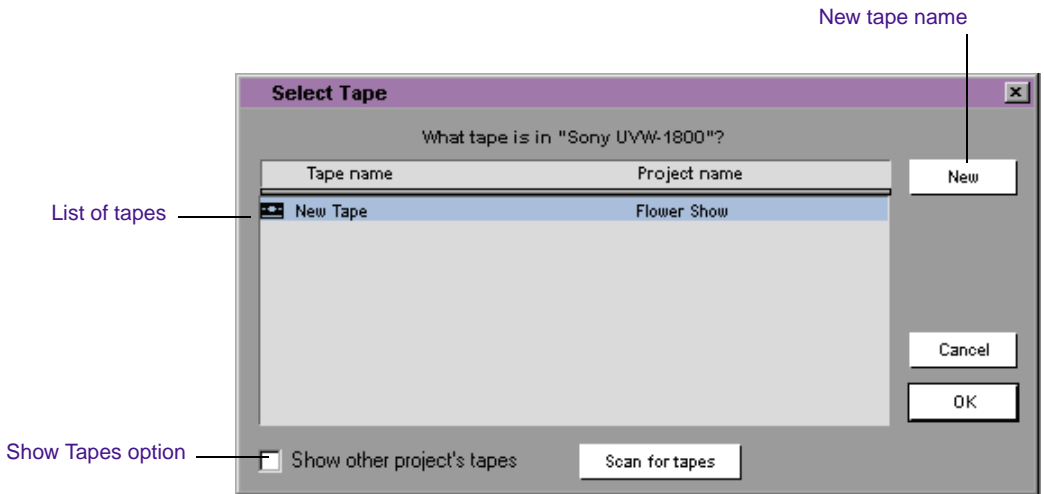 New tape name
Select Tape
What tape is in "Sony UVW-1800"?
Tape name Project name
New
List of tapes
New Tape Flower Show
Cancel
OK
Show Tapes option
Show other project's tapes
Scan for tapes